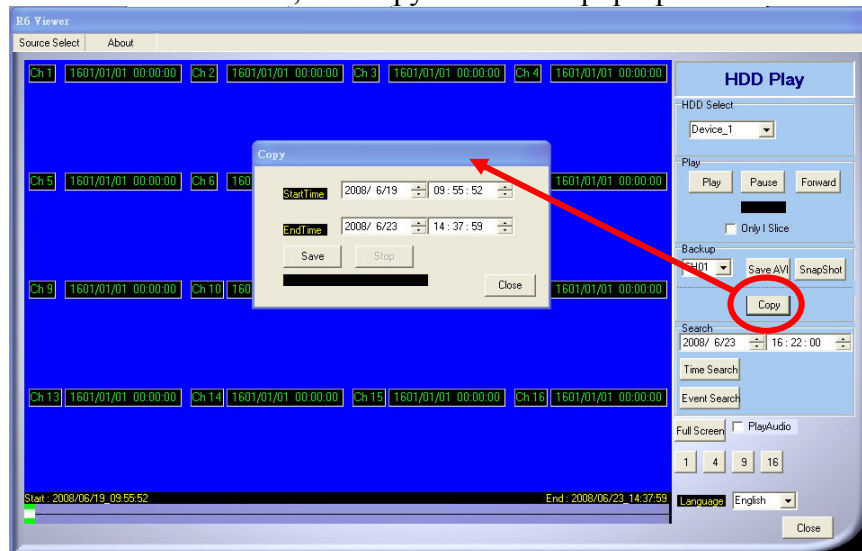 R6 Viewer
Source Select About
Ch 1 1601/01/01 00:00:00 Ch 2 1601/01/01 00:00:00 Ch 3 1601/01/01 00:00:00 Ch 4 1601/01/01 00:00:00
HDD Play
HDD Select
Device_1
Copy
Play
Ch 5 1601/01/01 00:00:00 Ch 6 160 1601/01/01 00:00:00
Play Pause Forward
StartTime 2008/ 6/19 09 : 55 : 52
Only I Slice
EndTime 2008/ 6/23 14 : 37 : 59
Backup
Save Stop
Save AVI SnapShot
Close
Ch 9 1601/01/01 00:00:00 Ch 10 160 1601/01/01 00:00:00
Copy
Search
2008/ 6/23 16 : 22 : 00
Time Search
Ch 13 1601/01/01 00:00:00 Ch 14 1601/01/01 00:00:00 Ch 15 1601/01/01 00:00:00 Ch 16 1601/01/01 00:00:00
Event Search
Full Screen PlayAudio
1 4 9 16
Start : 2008/06/19_09:55:52 End : 2008/06/23_14:37:59
Language English
Close